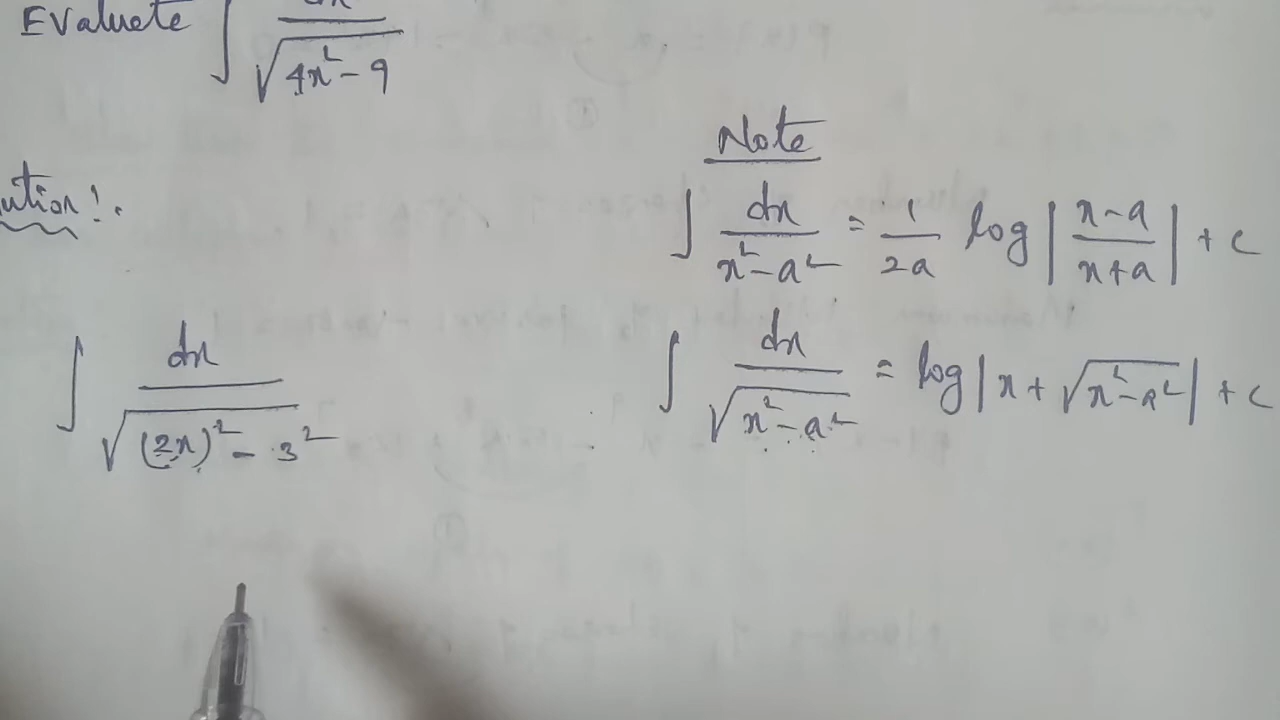 Evaluate ∫ dx / √(4x² - 9)
Note
ution:.
∫ dx / (x² - a²) = 1/2a log |(x-a)/(x+a)| + c
∫ dx / √((2x)² - 3²)
∫ dx / √(x² - a²) = log |x + √(x² - a²)| + c